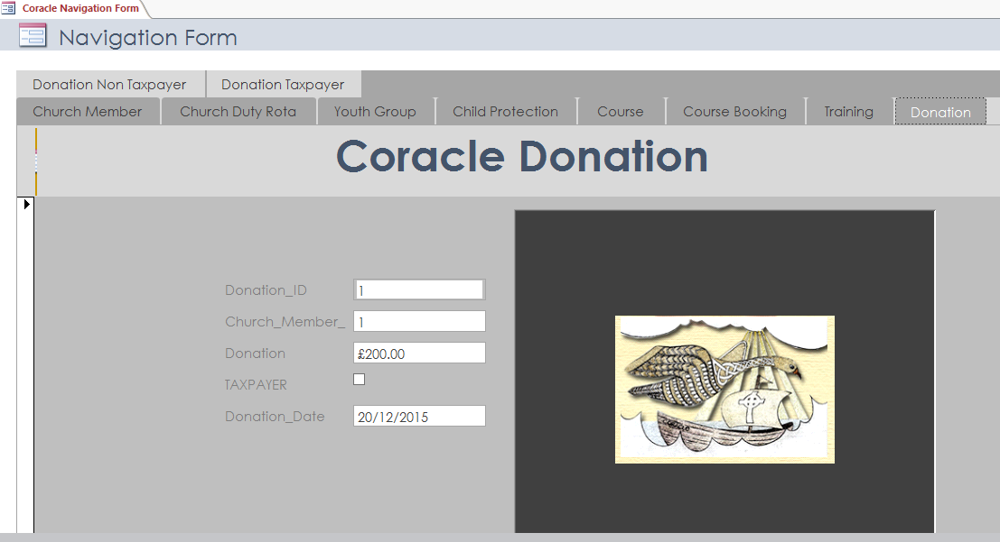 Coracle Navigation Form
Navigation Form
Donation Non Taxpayer Donation Taxpayer
Church Member Church Duty Rota Youth Group Child Protection Course Course Booking Training Donation
Coracle Donation
Donation_ID 1
Church_Member_ 1
Donation £200.00
TAXPAYER
Donation_Date 20/12/2015